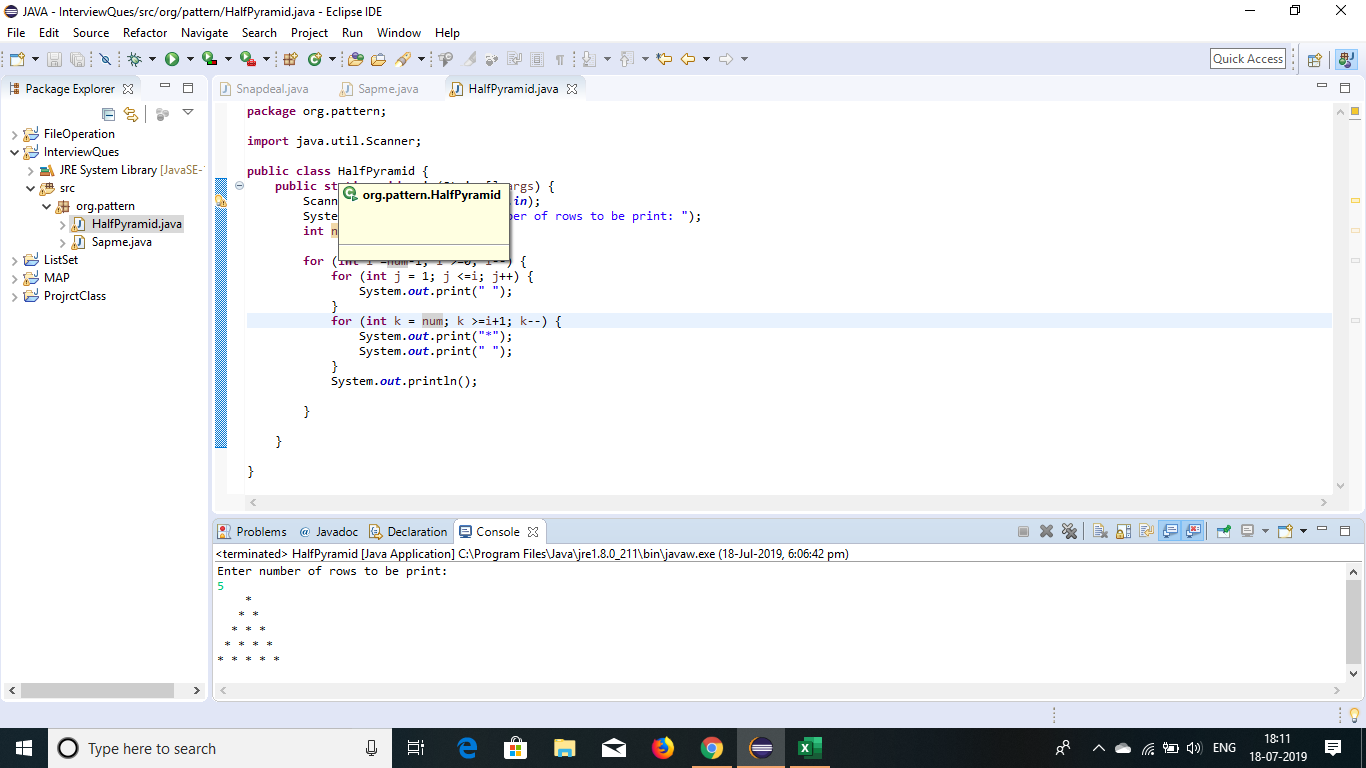 JAVA - InterviewQues/src/org/pattern/HalfPyramid.java - Eclipse IDE
File Edit Source Refactor Navigate Search Project Run Window Help
Quick Access
Package Explorer
FileOperation
InterviewQues
JRE System Library [JavaSE-
src
org.pattern
HalfPyramid.java
Sapme.java
ListSet
MAP
ProjrctClass
Snapdeal.java Sapme.java HalfPyramid.java
package org.pattern;
import java.util.Scanner;
public class HalfPyramid {
public args) {
org.pattern.HalfPyramid
of rows to be print: ");
int
for (int {
for (int j = 1; j <=i; j++) {
System.out.print(" ");
}
for (int k = num; k >=i+1; k--) {
System.out.print("*");
System.out.print(" ");
}
System.out.println();
}
}
}
Problems @ Javadoc Declaration Console
<terminated> HalfPyramid [Java Application] C:\Program Files\Java\jre1.8.0_211\bin\javaw.exe (18-Jul-2019, 6:06:42 pm)
Enter number of rows to be print:
5
*
* *
* * *
* * * *
* * * * *
Type here to search
ENG
18:11
18-07-2019